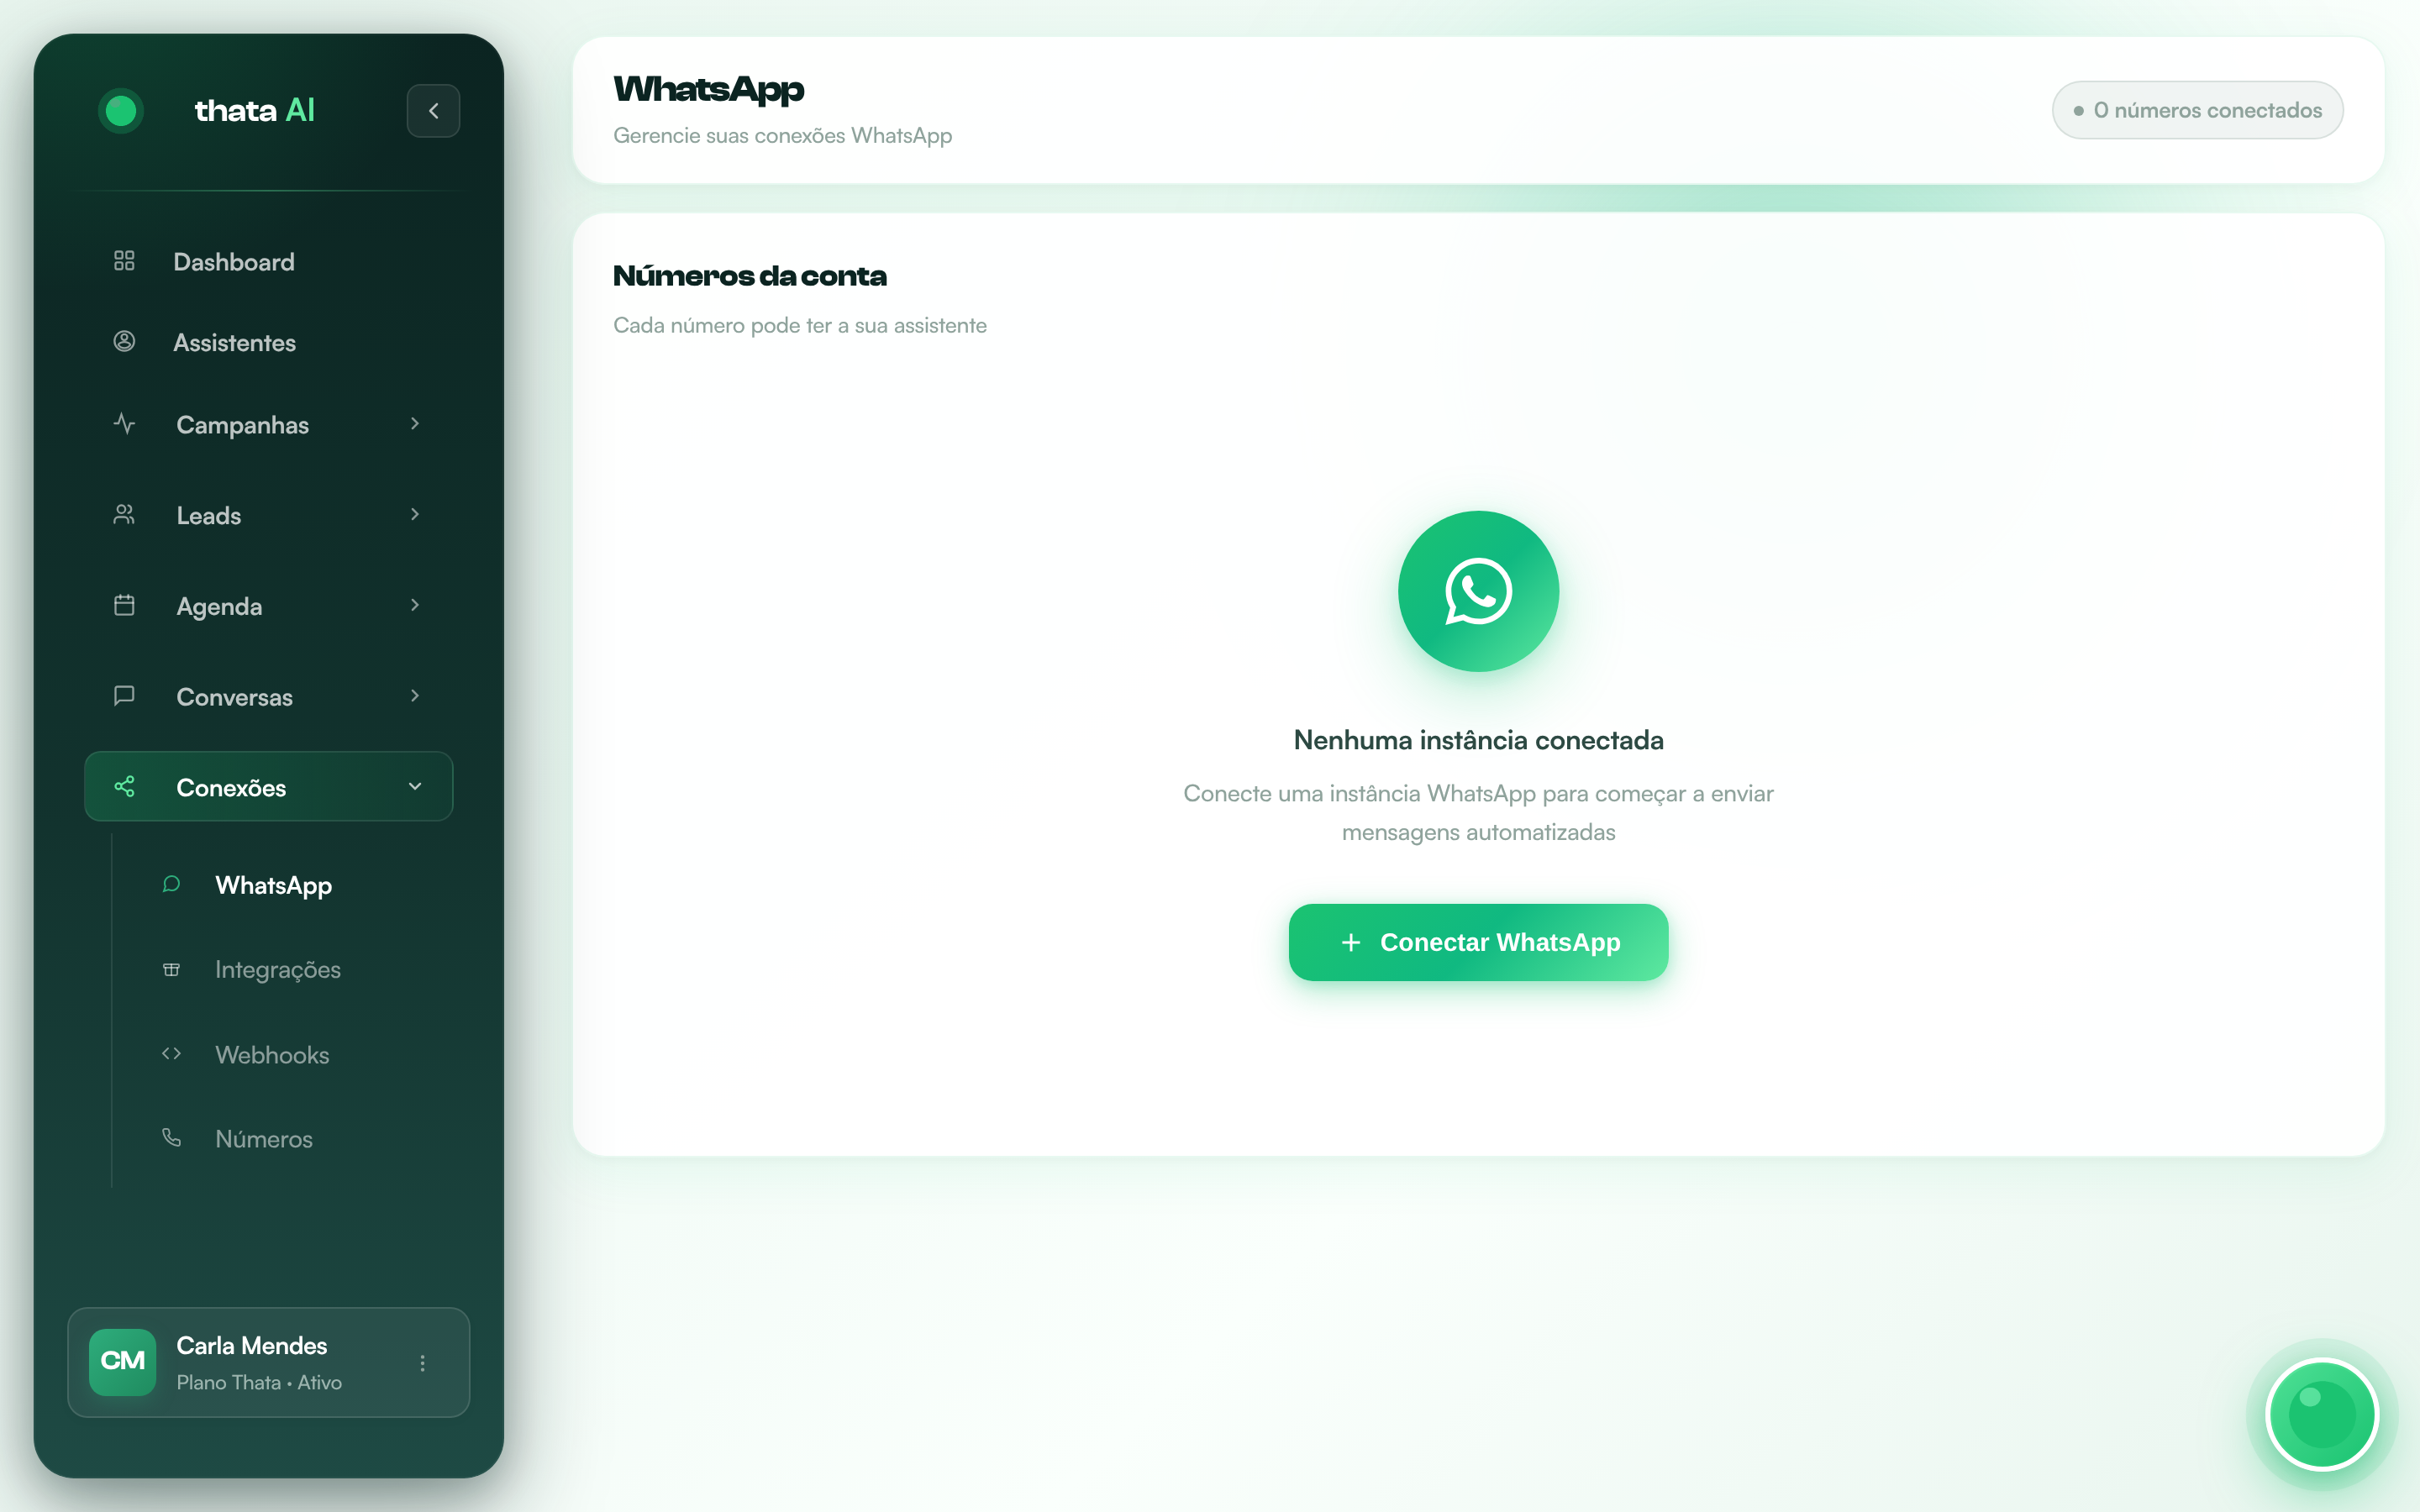 thata AI
Dashboard
Assistentes
Campanhas
Leads
Agenda
Conversas
Conexões
WhatsApp
Integrações
Webhooks
Números
CM
Carla Mendes
Plano Thata · Ativo
WhatsApp
Gerencie suas conexões WhatsApp
0 números conectados
Números da conta
Cada número pode ter a sua assistente
Nenhuma instância conectada
Conecte uma instância WhatsApp para começar a enviar
mensagens automatizadas
Conectar WhatsApp